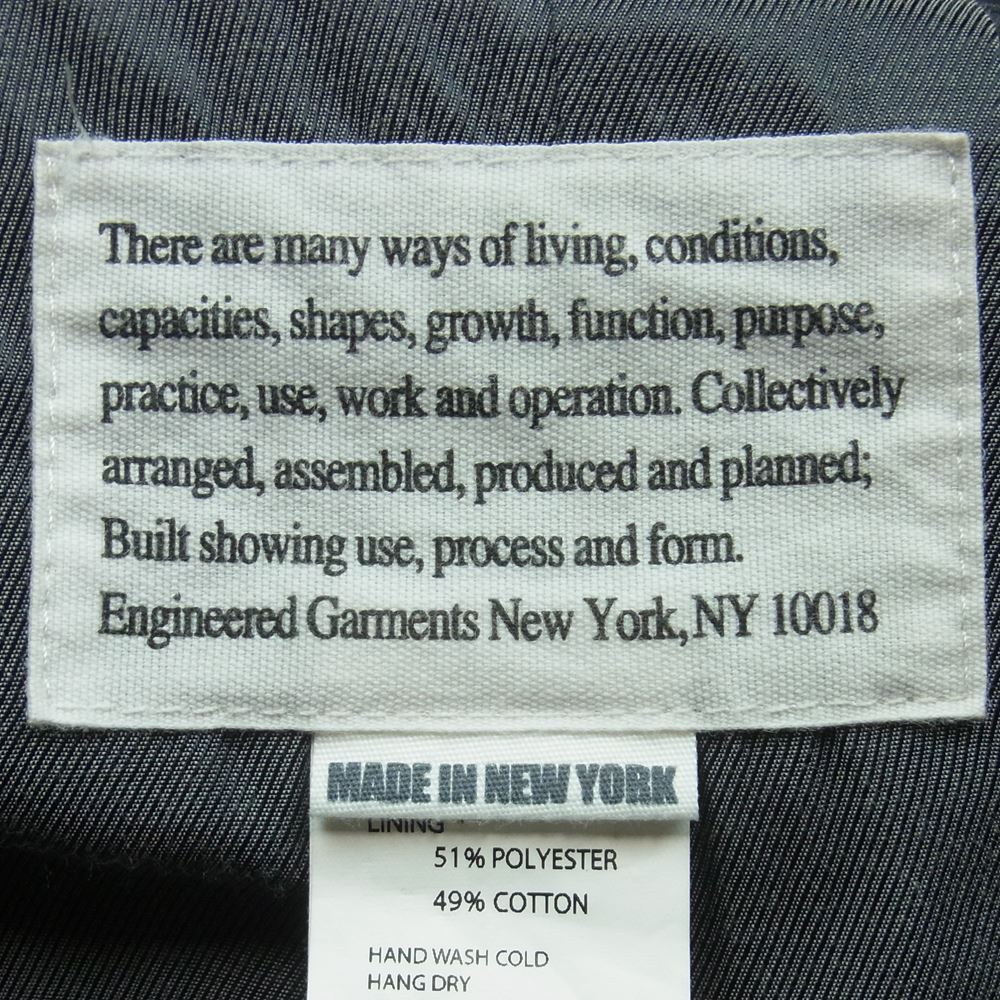 There are many ways of living, conditions,
capacities, shapes, growth, function, purpose,
practice, use, work and operation. Collectively
arranged, assembled, produced and planned;
Built showing use, process and form.
Engineered Garments New York, NY 10018
MADE IN NEW YORK
LINING
51% POLYESTER
49% COTTON
HAND WASH COLD
HANG DRY